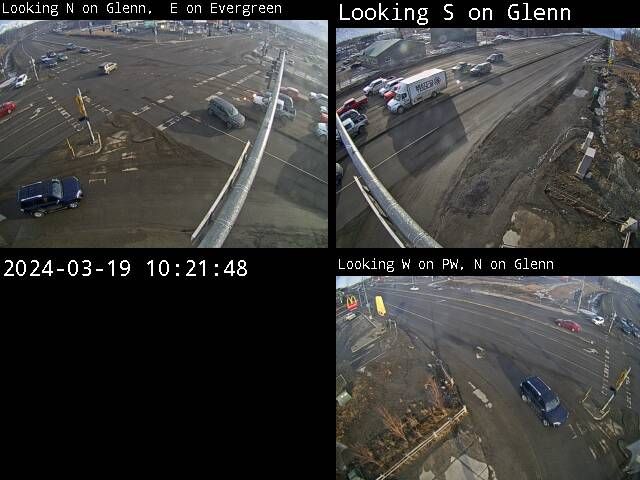 Looking N on Glenn, E on Evergreen
Looking S on Glenn
2024-03-19 10:21:48
Looking W on PW, N on Glenn